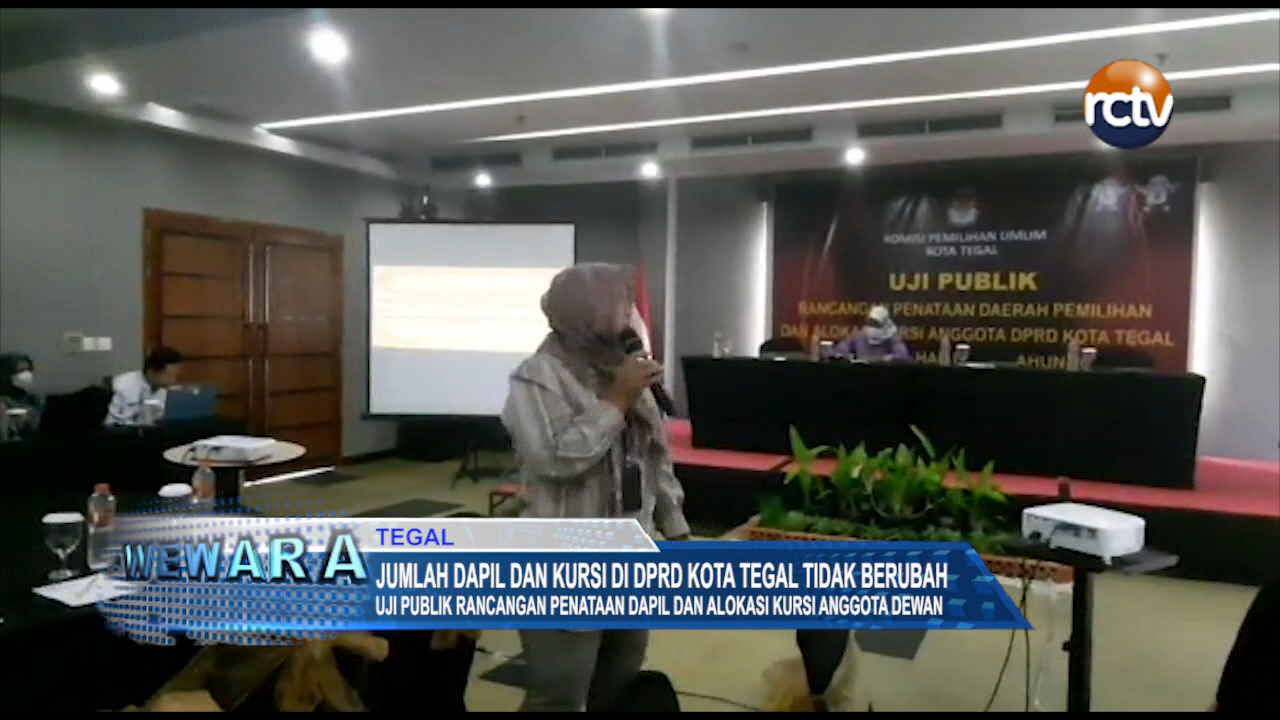 rctv
KOMISI PEMILIHAN UMUM
KOTA TEGAL
UJI PUBLIK
RANCANGAN PENATAAN DAERAH PEMILIHAN
DAN ALOKASI KURSI ANGGOTA DPRD KOTA TEGAL
WEWARA
TEGAL
JUMLAH DAPIL DAN KURSI DI DPRD KOTA TEGAL TIDAK BERUBAH
UJI PUBLIK RANCANGAN PENATAAN DAPIL DAN ALOKASI KURSI ANGGOTA DEWAN